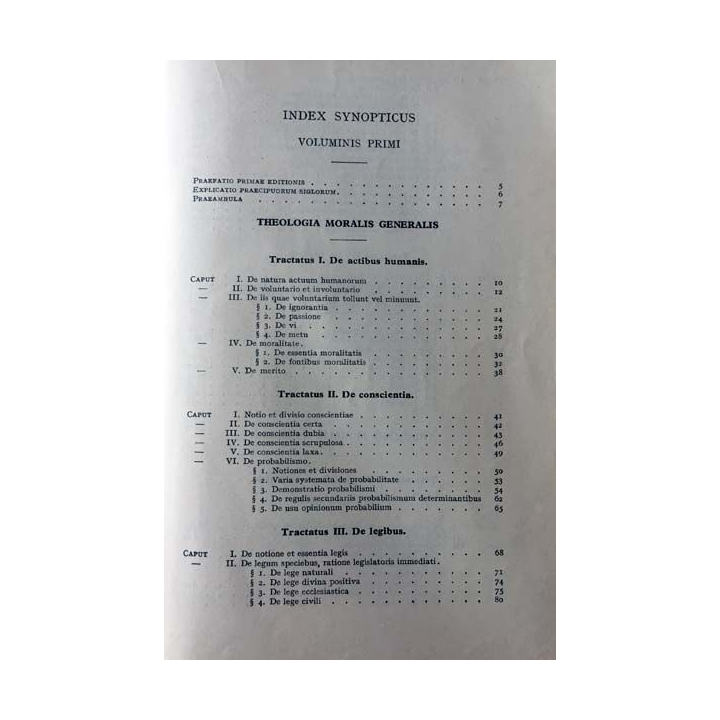 INDEX SYNOPTICUS
VOLUMINIS PRIMI
PRAEFATIO PRIMAE EDITIONIS . . . . . . . . . . . . . 5
EXPLICATIO PRAECIPUORUM SIGLORUM. . . . . . . . . . . 6
PRAEAMBULA . . . . . . . . . . . . . . . . 7
THEOLOGIA MORALIS GENERALIS
Tractatus I. De actibus humanis.
CAPUT I. De natura actuum humanorum . . . . . . . . . 10
— II. De voluntario et involuntario . . . . . . . . . 12
— III. De iis quae voluntarium tollunt vel minuunt.
§ 1. De ignorantia . . . . . . . . . . . 21
§ 2. De passione . . . . . . . . . . . 24
§ 3. De vi . . . . . . . . . . . . 27
§ 4. De metu . . . . . . . . . . . . 28
— IV. De moralitate.
§ 1. De essentia moralitatis . . . . . . . . . 30
§ 2. De fontibus moralitatis . . . . . . . . . 32
— V. De merito . . . . . . . . . . . . . 38
Tractatus II. De conscientia.
CAPUT I. Notio et divisio conscientiae . . . . . . . . . 41
— II. De conscientia certa . . . . . . . . . . . 42
— III. De conscientia dubia . . . . . . . . . . . 43
— IV. De conscientia scrupulosa . . . . . . . . . . 46
— V. De conscientia laxa. . . . . . . . . . . . 49
— VI. De probabilismo.
§ 1. Notiones et divisiones . . . . . . . . . 50
§ 2. Varia systemata de probabilitate . . . . . . . 53
§ 3. Demonstratio probabilismi . . . . . . . . 54
§ 4. De regulis secundariis probabilismum determinantibus 62
§ 5. De usu opinionum probabilium . . . . . . . 65
Tractatus III. De legibus.
CAPUT I. De notione et essentia legis . . . . . . . . . 68
— II. De legum speciebus, ratione legislatoris immediati.
§ 1. De lege naturali . . . . . . . . . . . 71
§ 2. De lege divina positiva . . . . . . . . . 74
§ 3. De lege ecclesiastica . . . . . . . . . . 75
§ 4. De lege civili . . . . . . . . . . . 80